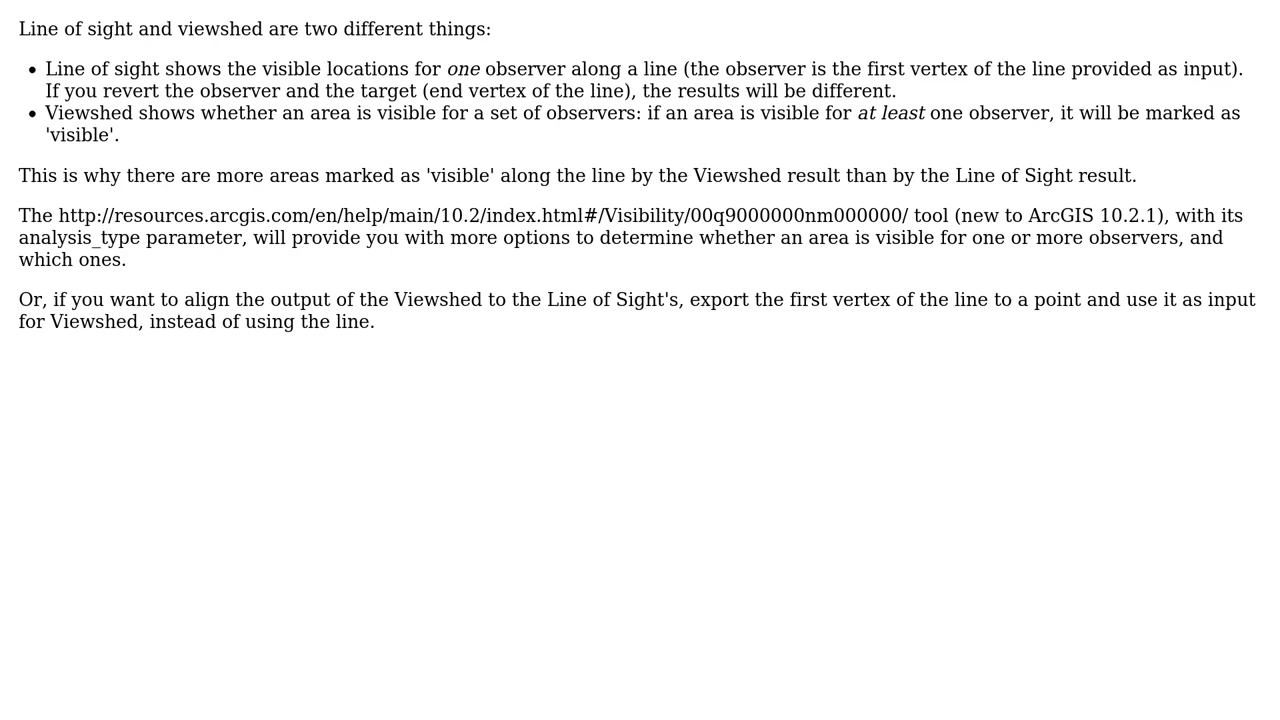 Line of sight and viewshed are two different things:
• Line of sight shows the visible locations for one observer along a line (the observer is the first vertex of the line provided as input).
If you revert the observer and the target (end vertex of the line), the results will be different.
• Viewshed shows whether an area is visible for a set of observers: if an area is visible for at least one observer, it will be marked as
'visible'.
This is why there are more areas marked as 'visible' along the line by the Viewshed result than by the Line of Sight result.
The http://resources.arcgis.com/en/help/main/10.2/index.html#/Visibility/00q9000000nm000000/ tool (new to ArcGIS 10.2.1), with its
analysis_type parameter, will provide you with more options to determine whether an area is visible for one or more observers, and
which ones.
Or, if you want to align the output of the Viewshed to the Line of Sight's, export the first vertex of the line to a point and use it as input
for Viewshed, instead of using the line.